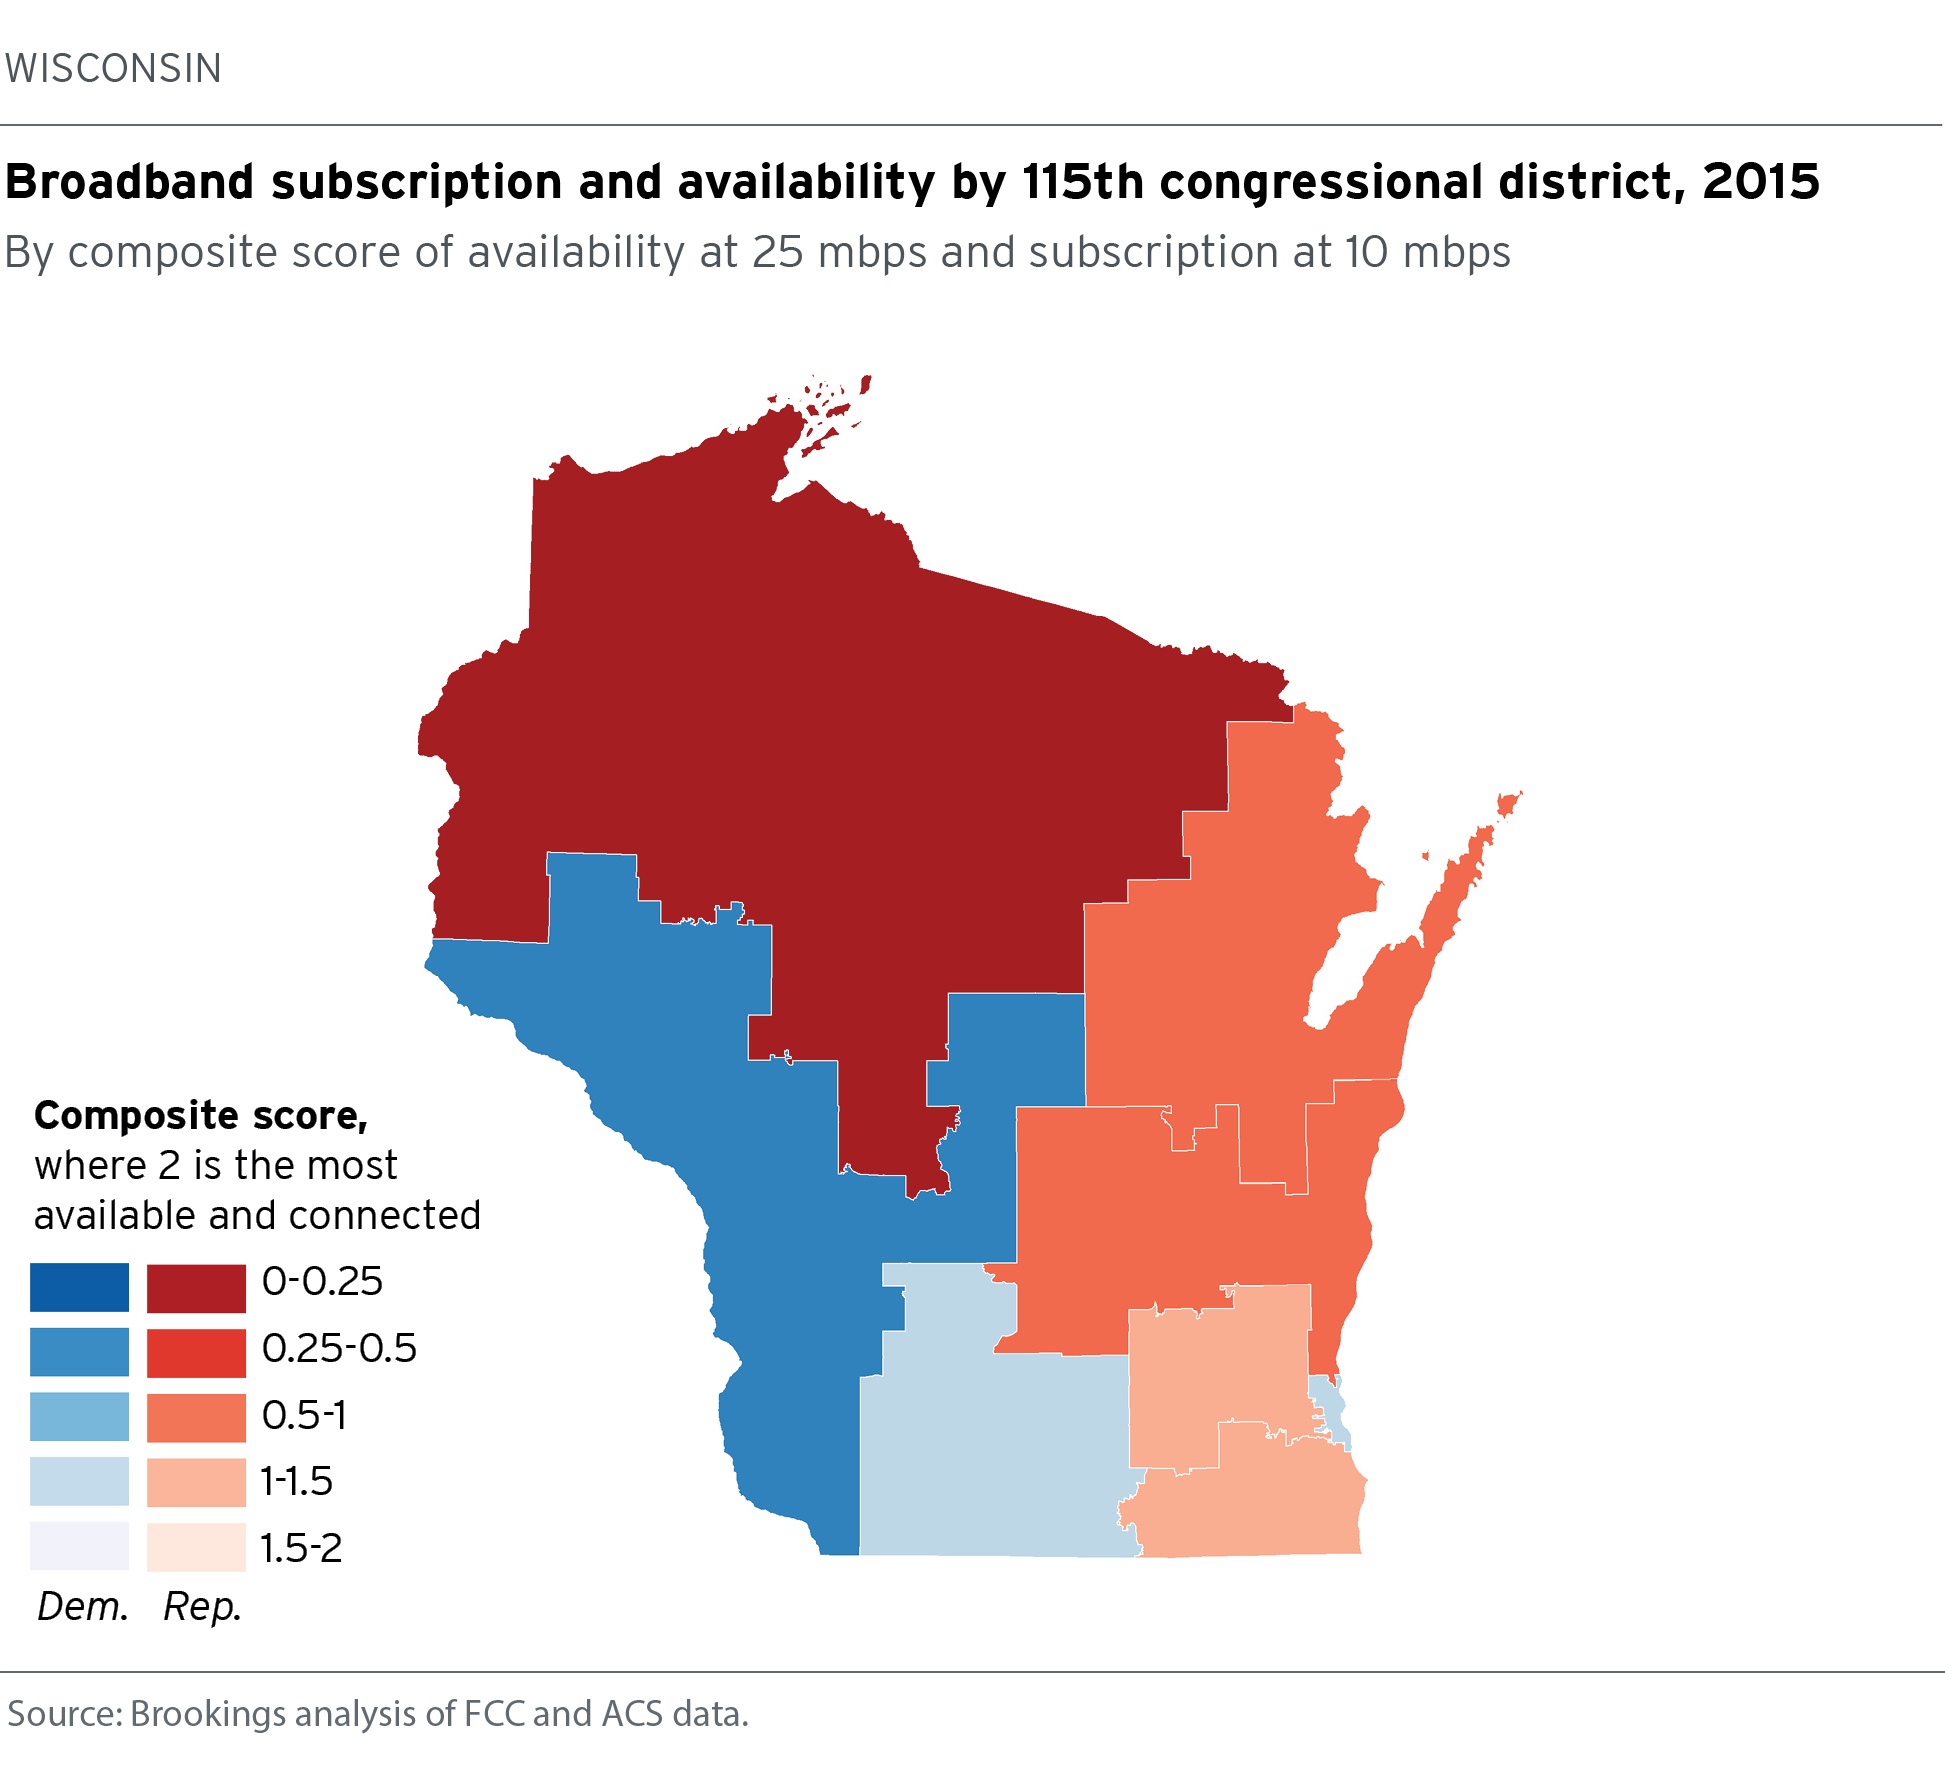 WISCONSIN
Broadband subscription and availability by 115th congressional district, 2015
By composite score of availability at 25 mbps and subscription at 10 mbps
Composite score,
where 2 is the most
available and connected
0-0.25
0.25-0.5
0.5-1
1-1.5
1.5-2
Dem. Rep.
Source: Brookings analysis of FCC and ACS data.